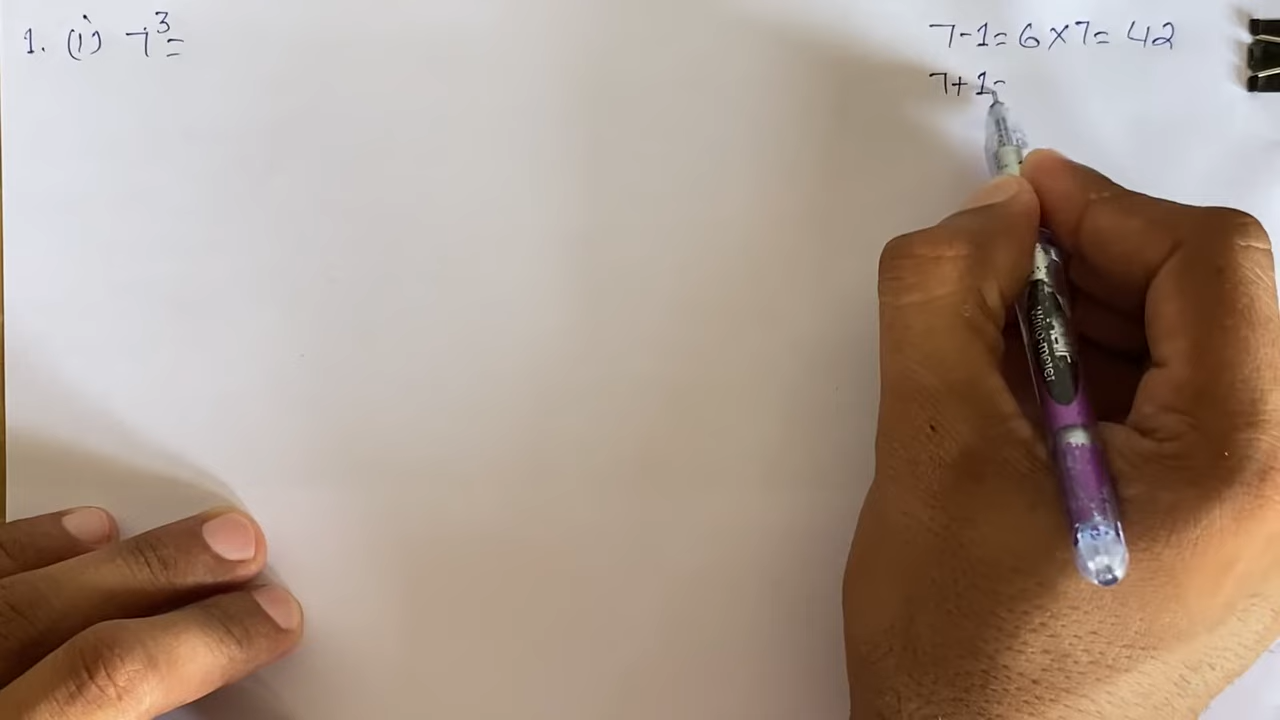 1. (i) 7³=
7-1=6×7=42
7+1=